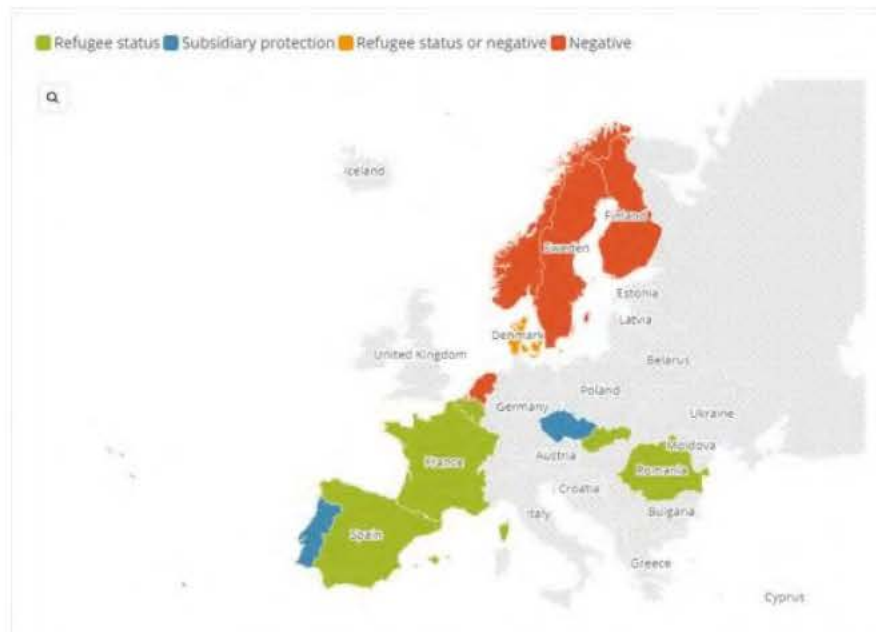 Refugee status Subsidiary protection Refugee status or negative Negative
Iceland
Finland
Sweden
Estonia
Latvia
Denmark
United Kingdom
Belarus
Poland
Germany
Ukraine
Moldova
Austria
France
Romania
Croatia
Italy
Bulgaria
Spain
Greece
Cyprus